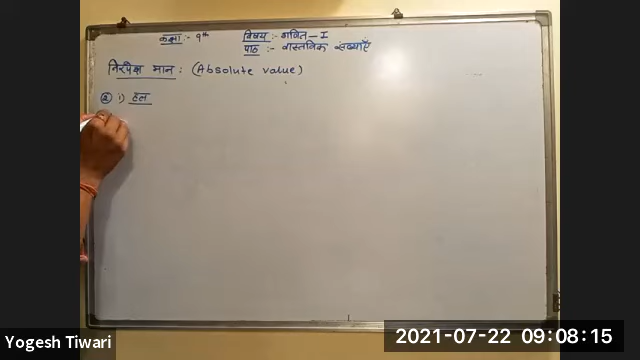 कक्षा :- 9th विषय :- गणित - I
पाठ :- वास्तविक संख्याएँ
निरपेक्ष मान : (Absolute value)
② i) हल
Yogesh Tiwari
2021-07-22 09:08:15